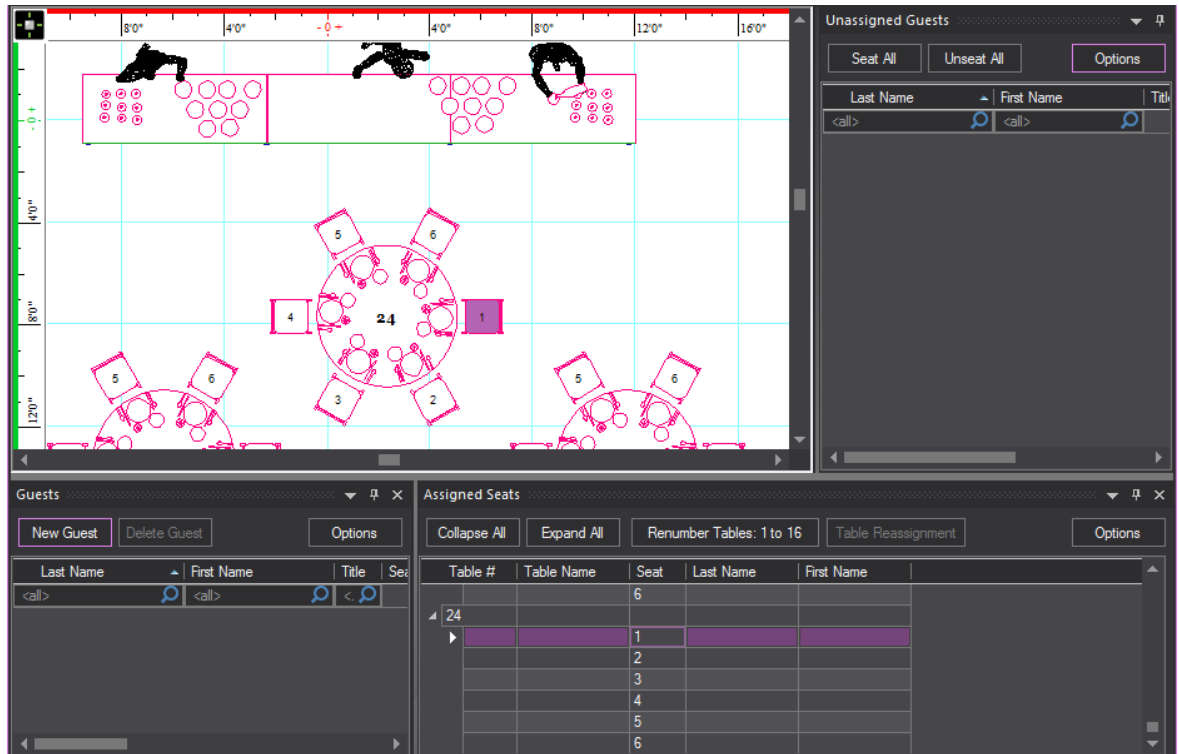 8'0" 4'0" - 0 + 4'0" 8'0" 12'0" 16'0"
- 0 +
4'0"
8'0"
12'0"
5 6
4 24 1
3 2
5 6
5 6
Unassigned Guests
Seat All Unseat All Options
Last Name First Name Title
<all> <all>
Guests
New Guest Delete Guest Options
Last Name First Name Title Sea
<all> <all> <.
Assigned Seats
Collapse All Expand All Renumber Tables: 1 to 16 Table Reassignment Options
Table # Table Name Seat Last Name First Name
6
24
1
2
3
4
5
6